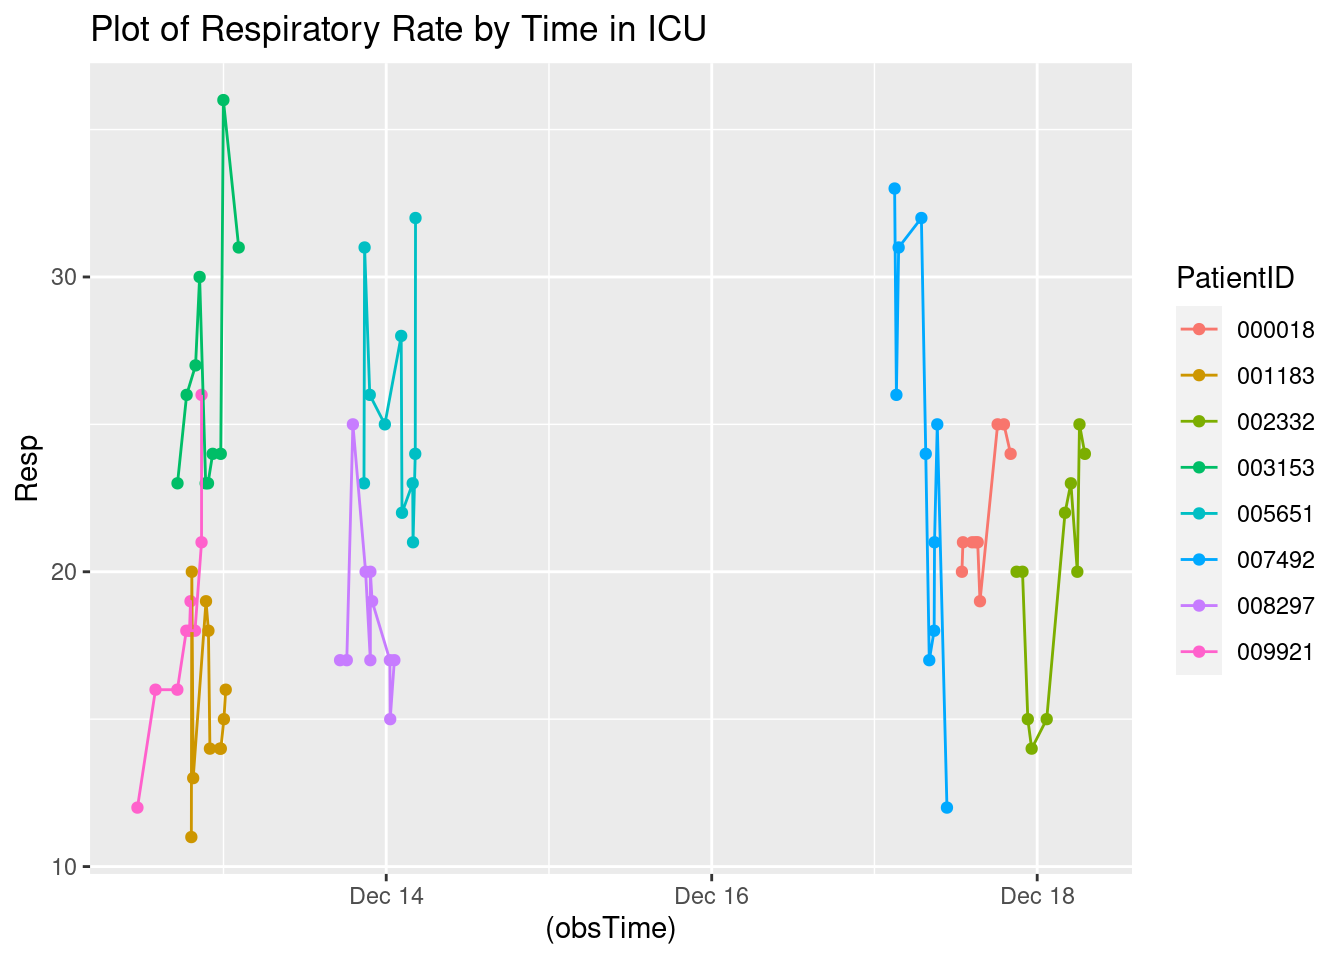 Plot of Respiratory Rate by Time in ICU
Resp
30
20
10
Dec 14
Dec 16
Dec 18
(obsTime)
PatientID
000018
001183
002332
003153
005651
007492
008297
009921